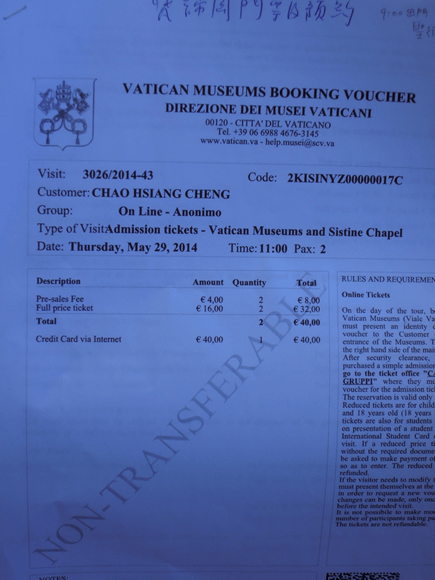 9:00 出門
VATICAN MUSEUMS BOOKING VOUCHER
DIREZIONE DEI MUSEI VATICANI
00120 - CITTA' DEL VATICANO
Tel. +39 06 6988 4676-3145
www.vatican.va - help.musei@scv.va
Visit: 3026/2014-43 Code: 2KISINYZ00000017C
Customer: CHAO HSIANG CHENG
Group: On Line - Anonimo
Type of Visit: Admission tickets - Vatican Museums and Sistine Chapel
Date: Thursday, May 29, 2014 Time: 11:00 Pax: 2
Description Amount Quantity Total
Pre-sales Fee € 4,00 2 € 8,00
Full price ticket € 16,00 2 € 32,00
Total 2 € 40,00
Credit Card via Internet € 40,00 1 € 40,00
NON-TRANSFERABLE
RULES AND REQUIREMEN
Online Tickets
On the day of the tour, be
Vatican Museums (Viale Va
must present an identity
voucher to the Customer
entrance of the Museums. T
the right hand side of the mai
After security clearance,
purchased a simple admission
go to the ticket office "Ca
GRUPPI" where they mu
voucher for the admission tic
The reservation is valid only
Reduced tickets are for child
and 18 years old (18 years
tickets are also for students
on presentation of a student
International Student Card
visit. If a reduced price ti
without the required docume
be asked to make payment of
so as to enter. The reduced
refunded.
If the visitor needs to modify t
must present themselves at the
in order to request a new vou
changes can be made, only one
before the intended visit.
It is not possible to make mod
number of participants taking pa
The tickets are not refundable.
NOTES